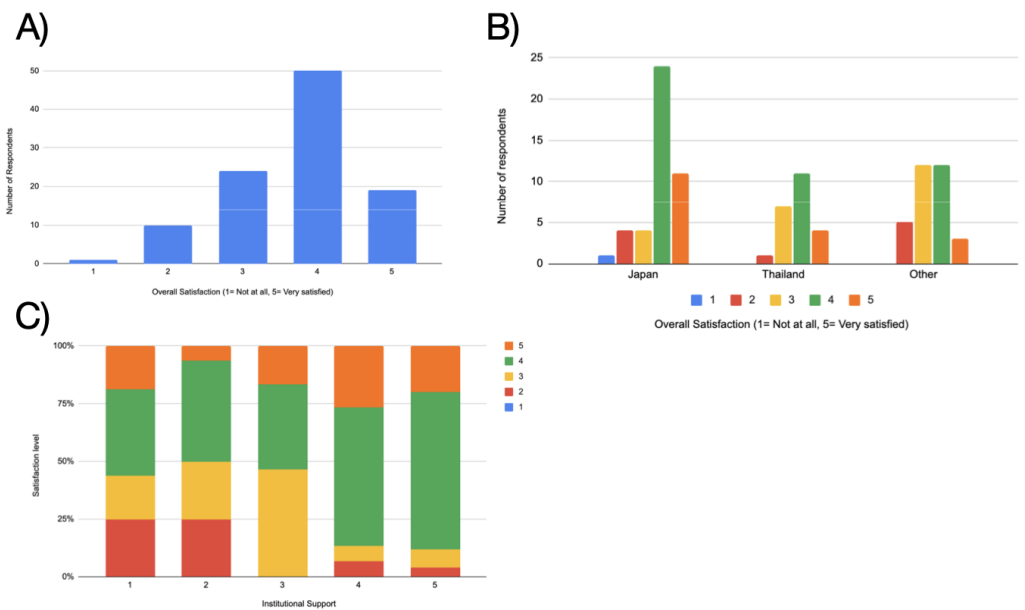 A)
50
40
30
20
10
0
Number of Respondents
1 2 3 4 5
Overall Satisfaction (1= Not at all, 5= Very satisfied)
B)
25
20
15
10
5
0
Number of respondents
Japan Thailand Other
1 2 3 4 5
Overall Satisfaction (1= Not at all, 5= Very satisfied)
C)
100%
75%
50%
25%
0%
Satisfaction level
1 2 3 4 5
Institutional Support
5
4
3
2
1